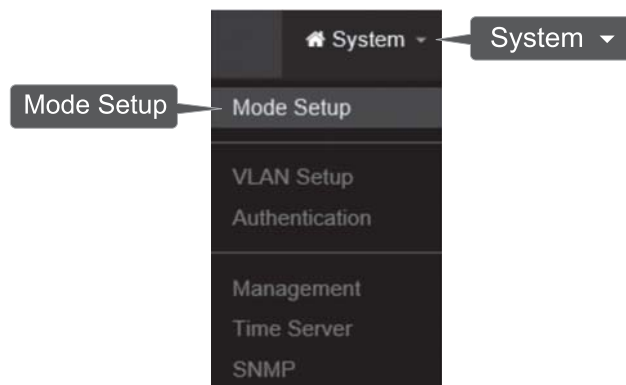 System
System
Mode Setup
Mode Setup
VLAN Setup
Authentication
Management
Time Server
SNMP